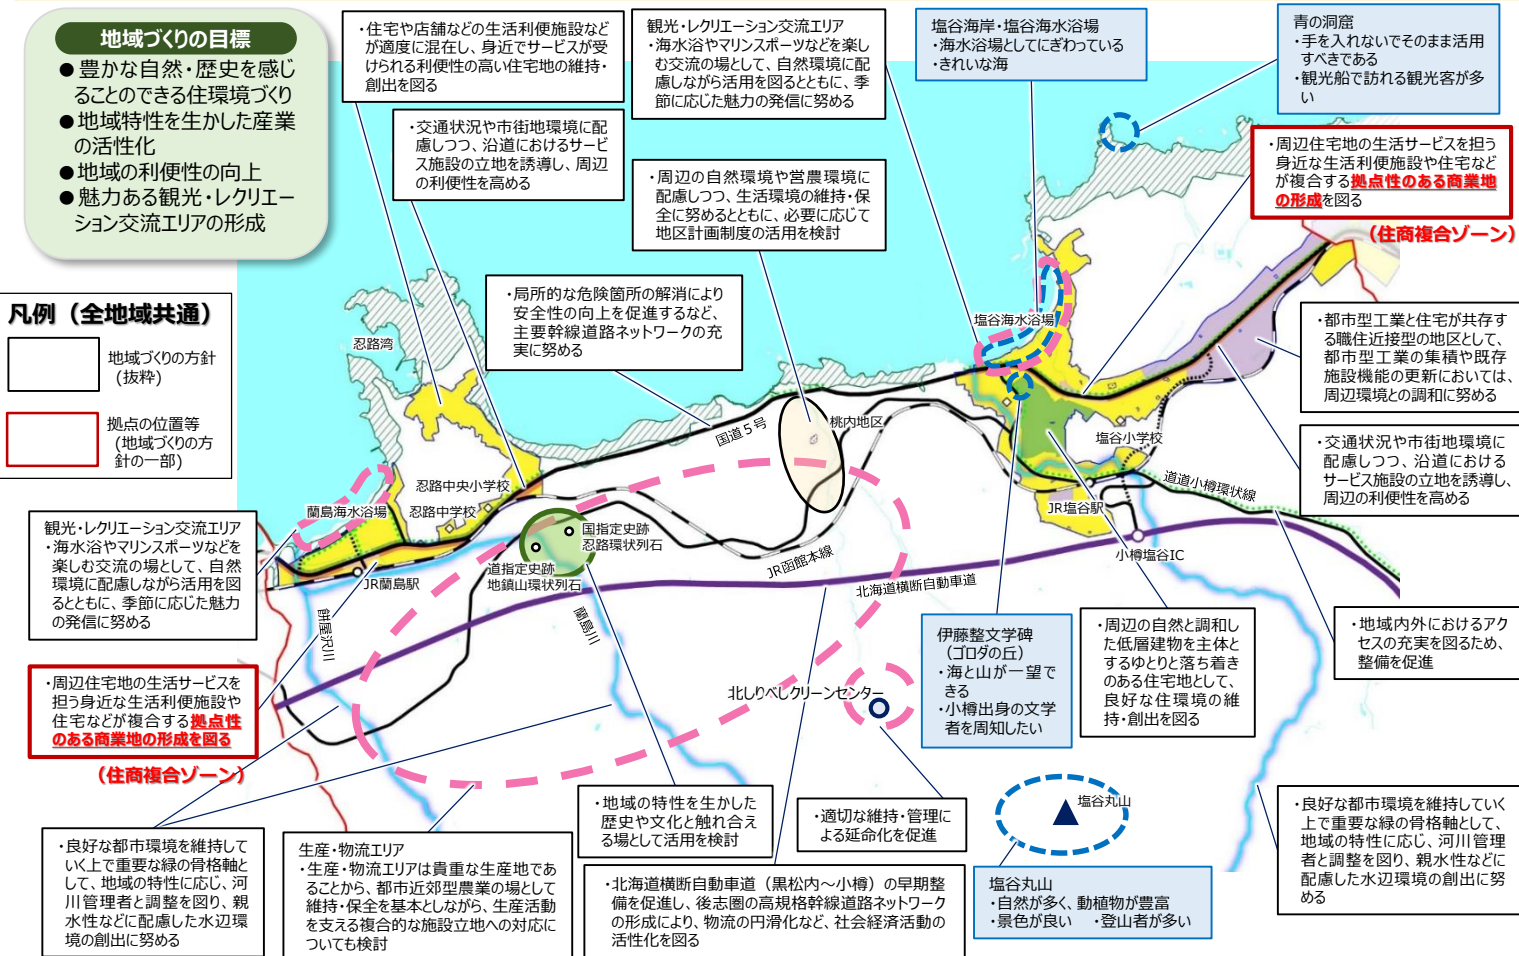 地域づくりの目標
●豊かな自然・歴史を感じ
ることのできる住環境づくり
●地域特性を生かした産業
の活性化
●地域の利便性の向上
●魅力ある観光・レクリエー
ション交流エリアの形成
・住宅や店舗などの生活利便施設など
が適度に混在し、身近でサービスが受
けられる利便性の高い住宅地の維持・
創出を図る
観光・レクリエーション交流エリア
・海水浴やマリンスポーツなどを楽し
む交流の場として、自然環境に配
慮しながら活用を図るとともに、季
節に応じた魅力の発信に努める
塩谷海岸・塩谷海水浴場
・海水浴場としてにぎわっている
・きれいな海
青の洞窟
・手を入れないでそのまま活用
すべきである
・観光船で訪れる観光客が多
い
・交通状況や市街地環境に配
慮しつつ、沿道におけるサービ
ス施設の立地を誘導し、周辺
の利便性を高める
・周辺の自然環境や営農環境に
配慮しつつ、生活環境の維持・保
全に努めるとともに、必要に応じて
地区計画制度の活用を検討
・周辺住宅地の生活サービスを担う
身近な生活利便施設や住宅など
が複合する拠点性のある商業地
の形成を図る
(住商複合ゾーン)
・局所的な危険箇所の解消により
安全性の向上を促進するなど、
主要幹線道路ネットワークの充
実に努める
凡例（全地域共通）
地域づくりの方針
(抜粋)
拠点の位置等
(地域づくりの方
針の一部)
忍路湾
塩谷海水浴場
国道５号
桃内地区
塩谷小学校
・都市型工業と住宅が共存す
る職住近接型の地区として、
都市型工業の集積や既存
施設機能の更新においては、
周辺環境との調和に努める
・交通状況や市街地環境に
配慮しつつ、沿道における
サービス施設の立地を誘導し、
周辺の利便性を高める
忍路中央小学校
忍路中学校
蘭島海水浴場
国指定史跡
忍路環状列石
道指定史跡
地鎮山環状列石
JR蘭島駅
JR函館本線
北海道横断自動車道
JR塩谷駅
道道小樽環状線
小樽塩谷IC
餅屋沢川
蘭島川
観光・レクリエーション交流エリア
・海水浴やマリンスポーツなどを
楽しむ交流の場として、自然
環境に配慮しながら活用を図
るとともに、季節に応じた魅力
の発信に努める
・周辺住宅地の生活サービスを
担う身近な生活利便施設や
住宅などが複合する拠点性
のある商業地の形成を図る
(住商複合ゾーン)
北しりべしクリーンセンター
伊藤整文学碑
(ゴロダの丘)
・海と山が一望で
きる
・小樽出身の文学
者を周知したい
・周辺の自然と調和し
た低層建物を主体と
するゆとりと落ち着き
のある住宅地として、
良好な住環境の維
持・創出を図る
・地域内外におけるアク
セスの充実を図るため、
整備を促進
・良好な都市環境を維持して
いく上で重要な緑の骨格軸と
して、地域の特性に応じ、河
川管理者と調整を図り、親
水性などに配慮した水辺環
境の創出に努める
生産・物流エリア
・生産・物流エリアは貴重な生産地であ
ることから、都市近郊型農業の場として
維持・保全を基本としながら、生産活動
を支える複合的な施設立地への対応に
ついても検討
・地域の特性を生かした
歴史や文化と触れ合え
る場として活用を検討
・適切な維持・管理に
よる延命化を促進
・北海道横断自動車道（黒松内～小樽）の早期整
備を促進し、後志圏の高規格幹線道路ネットワーク
の形成により、物流の円滑化など、社会経済活動の
活性化を図る
塩谷丸山
塩谷丸山
・自然が多く、動植物が豊富
・景色が良い　・登山者が多い
・良好な都市環境を維持していく
上で重要な緑の骨格軸として、
地域の特性に応じ、河川管理
者と調整を図り、親水性などに
配慮した水辺環境の創出に努
める